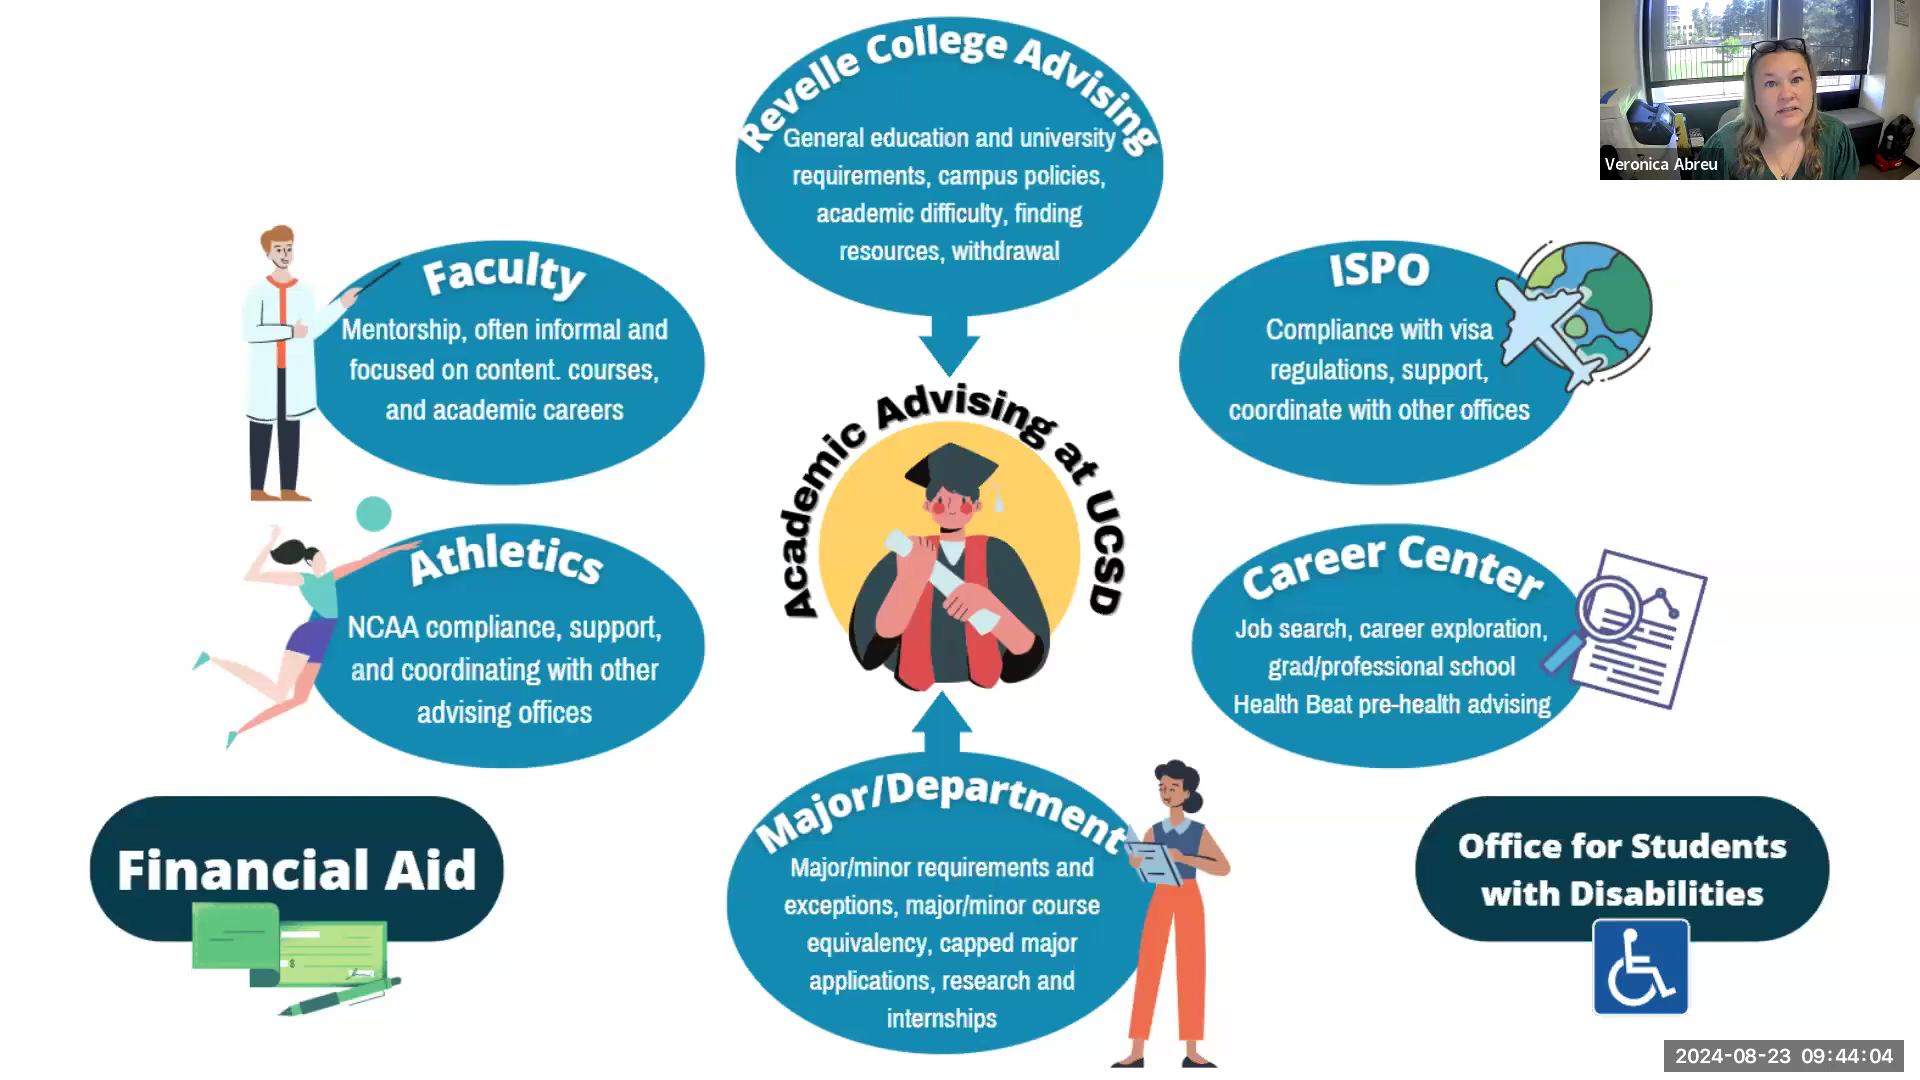 Revelle College Advising
General education and university
requirements, campus policies,
academic difficulty, finding
resources, withdrawal
Veronica Abreu
Faculty
Mentorship, often informal and
focused on content. courses,
and academic careers
ISPO
Compliance with visa
regulations, support,
coordinate with other offices
Academic Advising at UCSD
Athletics
NCAA compliance, support,
and coordinating with other
advising offices
Career Center
Job search, career exploration,
grad/professional school
Health Beat pre-health advising
Major/Department
Major/minor requirements and
exceptions, major/minor course
equivalency, capped major
applications, research and
internships
Financial Aid
$
Office for Students
with Disabilities
2024-08-23 09:44:04